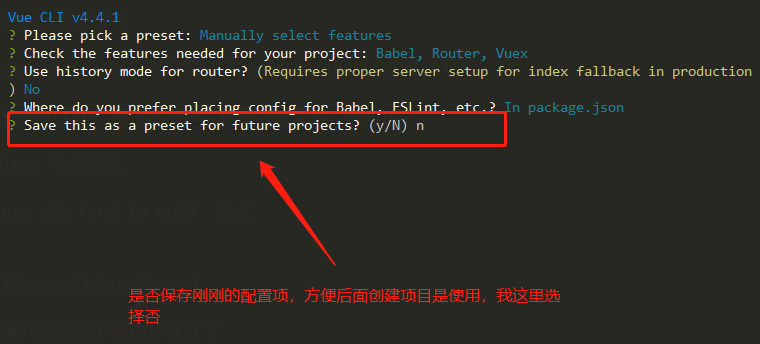 Vue CLI v4.4.1
? Please pick a preset: Manually select features
? Check the features needed for your project: Babel, Router, Vuex
? Use history mode for router? (Requires proper server setup for index fallback in production
) No
? Where do you prefer placing config for Babel, ESLint, etc.? In package.json
? Save this as a preset for future projects? (y/N) n
是否保存刚刚的配置项，方便后面创建项目是使用，我这里选
择否